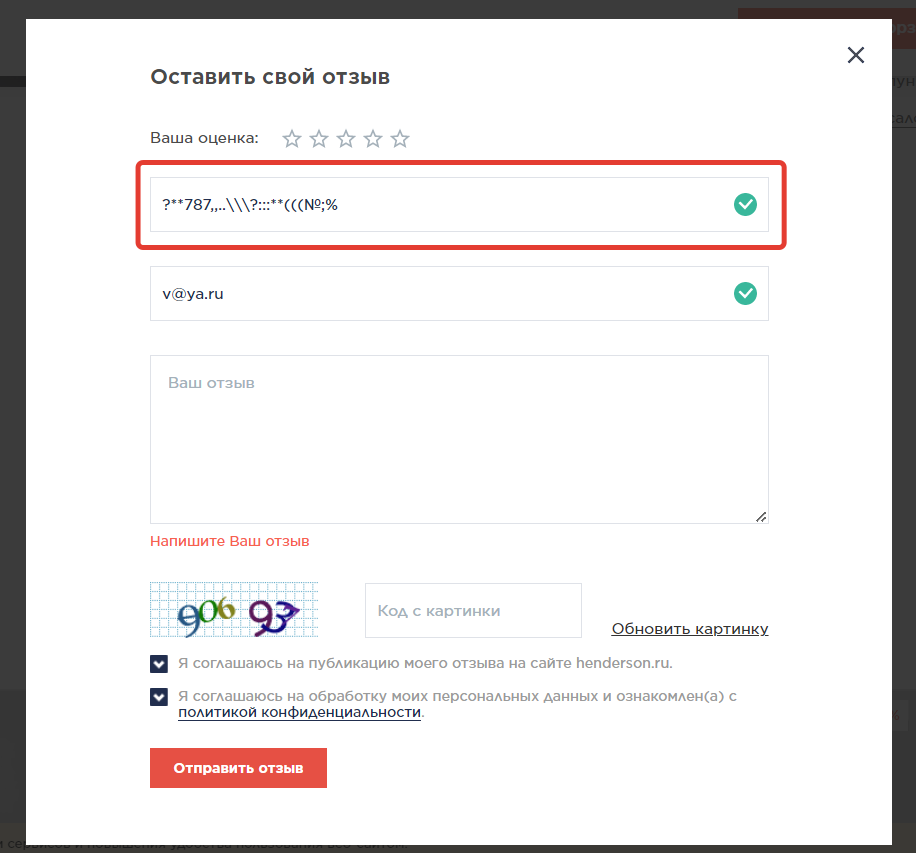 Оставить свой отзыв
Ваша оценка:
?**787,,..\\\?:::**(((№;%
v@ya.ru
Ваш отзыв
Напишите Ваш отзыв
906 93
Код с картинки
Обновить картинку
Я соглашаюсь на публикацию моего отзыва на сайте henderson.ru.
Я соглашаюсь на обработку моих персональных данных и ознакомлен(а) с
политикой конфиденциальности.
Отправить отзыв